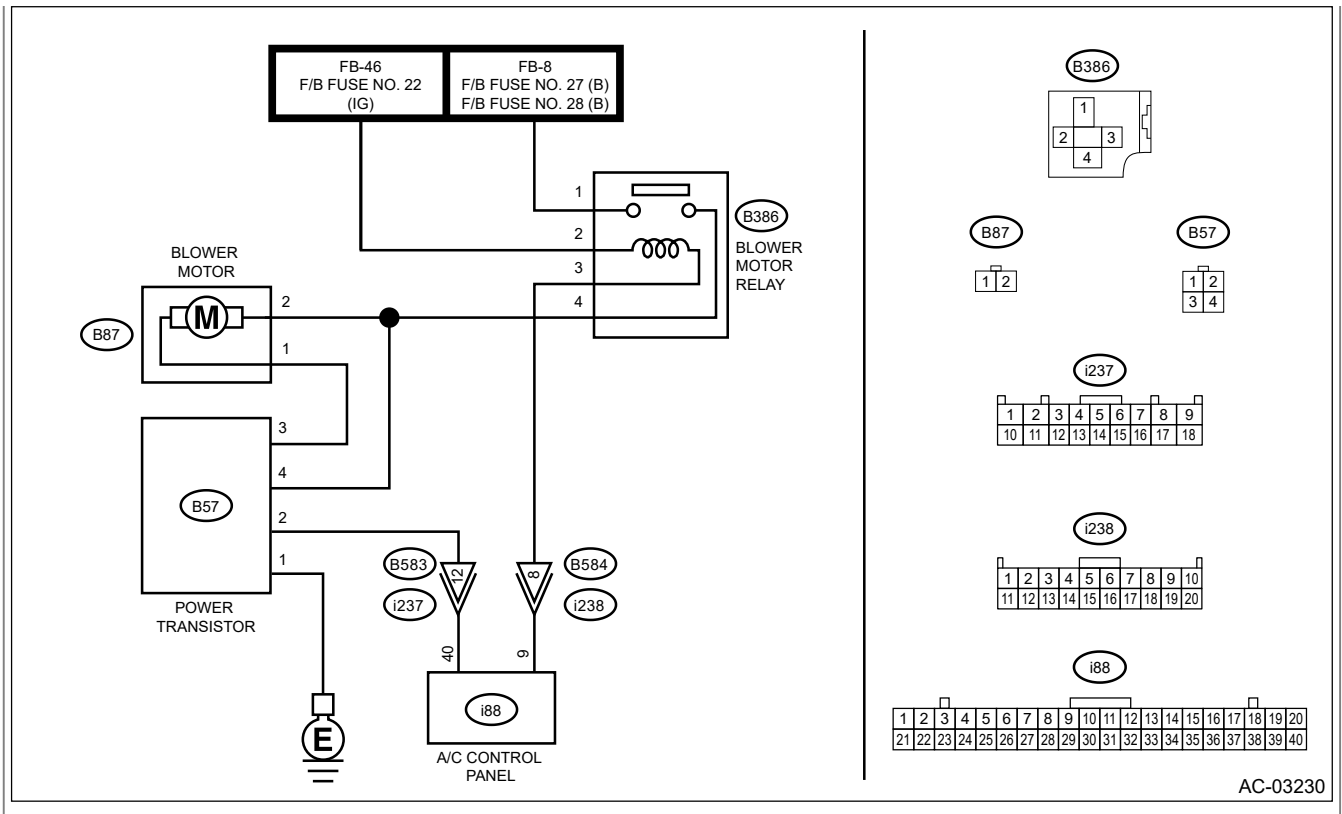 FB-46
F/B FUSE NO. 22
(IG)
FB-8
F/B FUSE NO. 27 (B)
F/B FUSE NO. 28 (B)
1
2
3
4
B386
BLOWER
MOTOR
RELAY
BLOWER
MOTOR
M
B87
2
1
3
4
2
1
B57
POWER
TRANSISTOR
E
B583
12
i237
8
B584
i238
40
9
i88
A/C CONTROL
PANEL
B386
1
2 3
4
B87
1 2
B57
1 2
3 4
i237
1 2 3 4 5 6 7 8 9
10 11 12 13 14 15 16 17 18
i238
1 2 3 4 5 6 7 8 9 10
11 12 13 14 15 16 17 18 19 20
i88
1 2 3 4 5 6 7 8 9 10 11 12 13 14 15 16 17 18 19 20
21 22 23 24 25 26 27 28 29 30 31 32 33 34 35 36 37 38 39 40
AC-03230